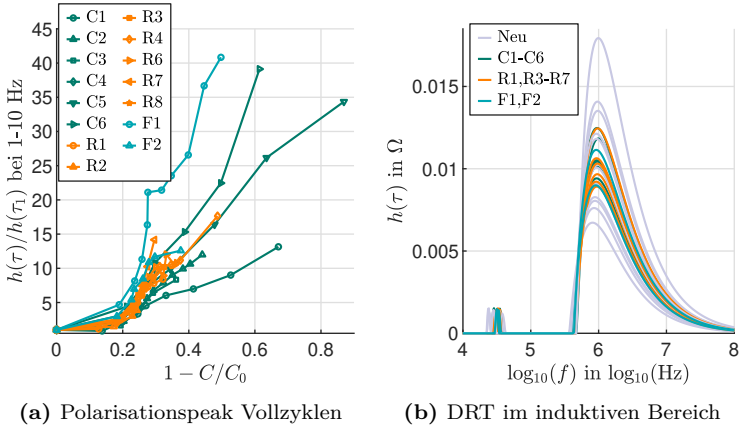 C1
C2
C3
C4
C5
C6
R1
R2
R3
R4
R6
R7
R8
F1
F2
45
40
35
30
25
20
15
10
5
0
0.2
0.4
0.6
0.8
h(τ)/h(τ₁) bei 1-10 Hz
1 − C/C₀
(a) Polarisationspeak Vollzyklen
Neu
C1-C6
R1,R3-R7
F1,F2
0.015
0.01
0.005
0
4
5
6
7
8
h(τ) in Ω
log₁₀(f) in log₁₀(Hz)
(b) DRT im induktiven Bereich